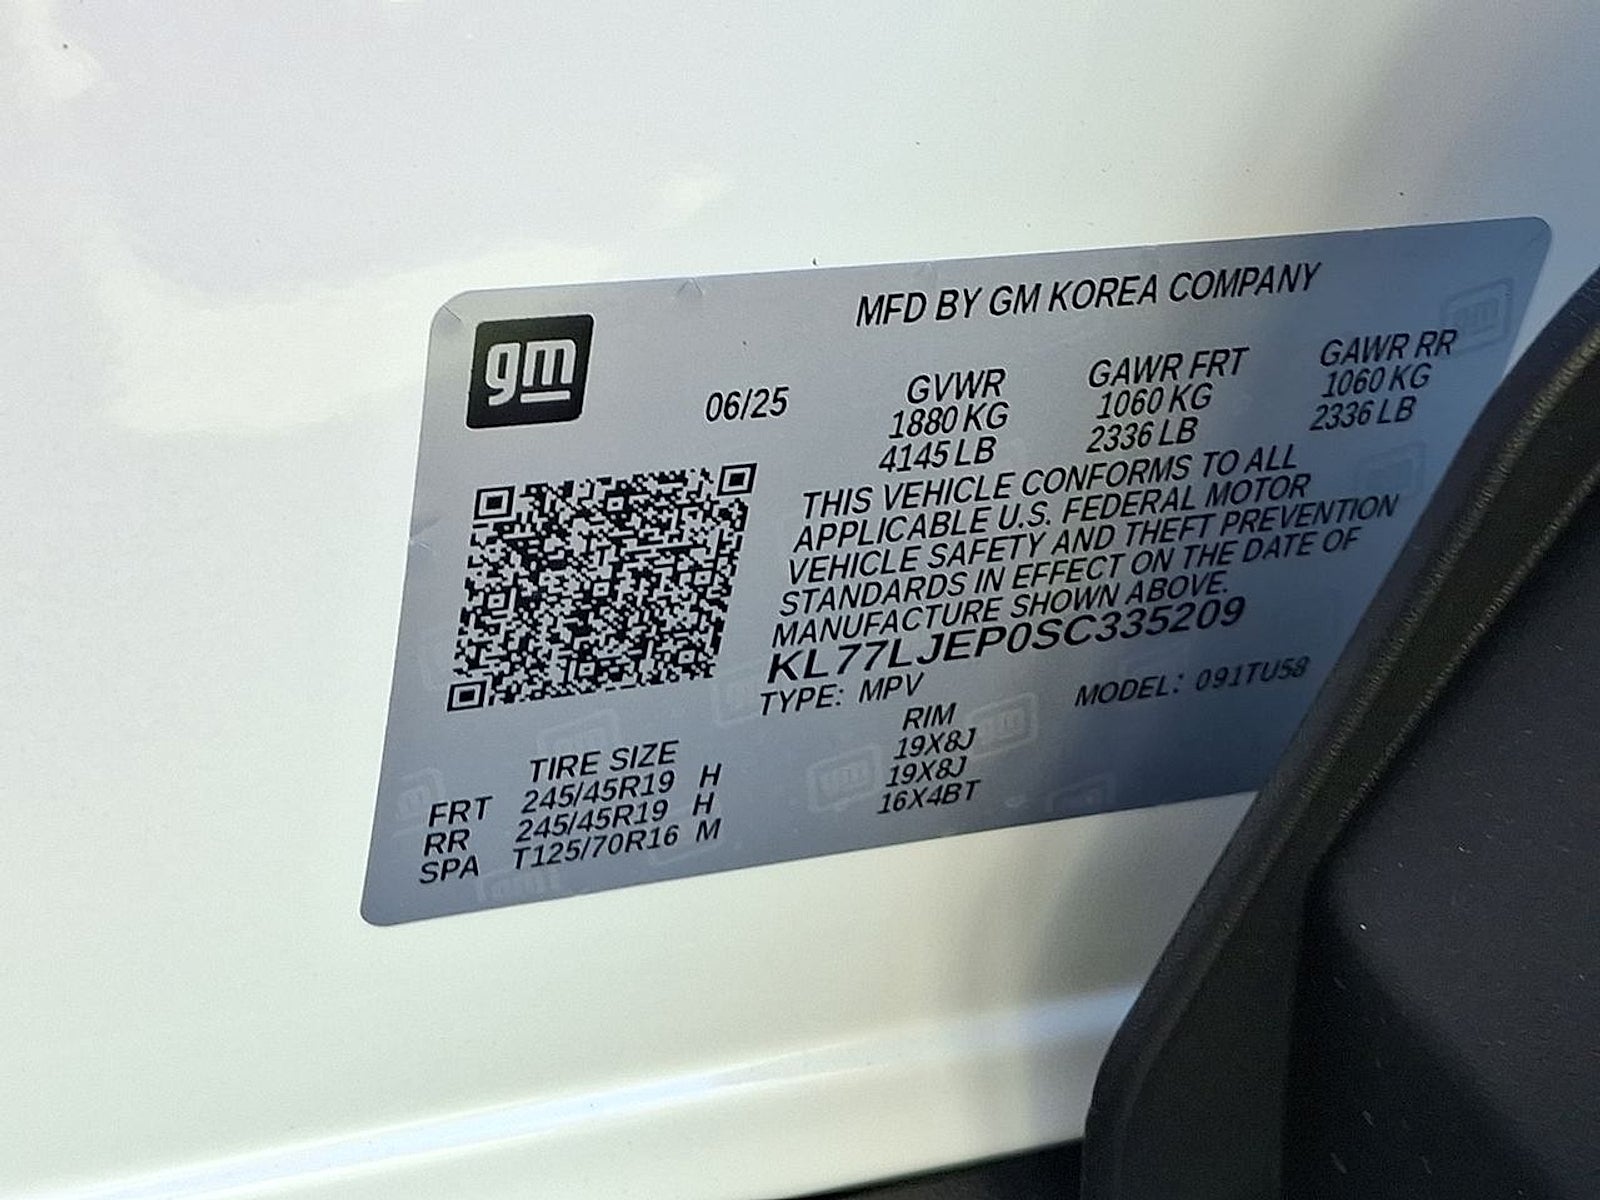 gm
MFD BY GM KOREA COMPANY
06/25 GVWR GAWR FRT GAWR RR
1880 KG 1060 KG 1060 KG
4145 LB 2336 LB 2336 LB
THIS VEHICLE CONFORMS TO ALL
APPLICABLE U.S. FEDERAL MOTOR
VEHICLE SAFETY AND THEFT PREVENTION
STANDARDS IN EFFECT ON THE DATE OF
MANUFACTURE SHOWN ABOVE.
KL77LJEP0SC335209
TYPE: MPV MODEL: 091TU58
TIRE SIZE RIM
FRT 245/45R19 H 19X8J
RR 245/45R19 H 19X8J
SPA T125/70R16 M 16X4BT